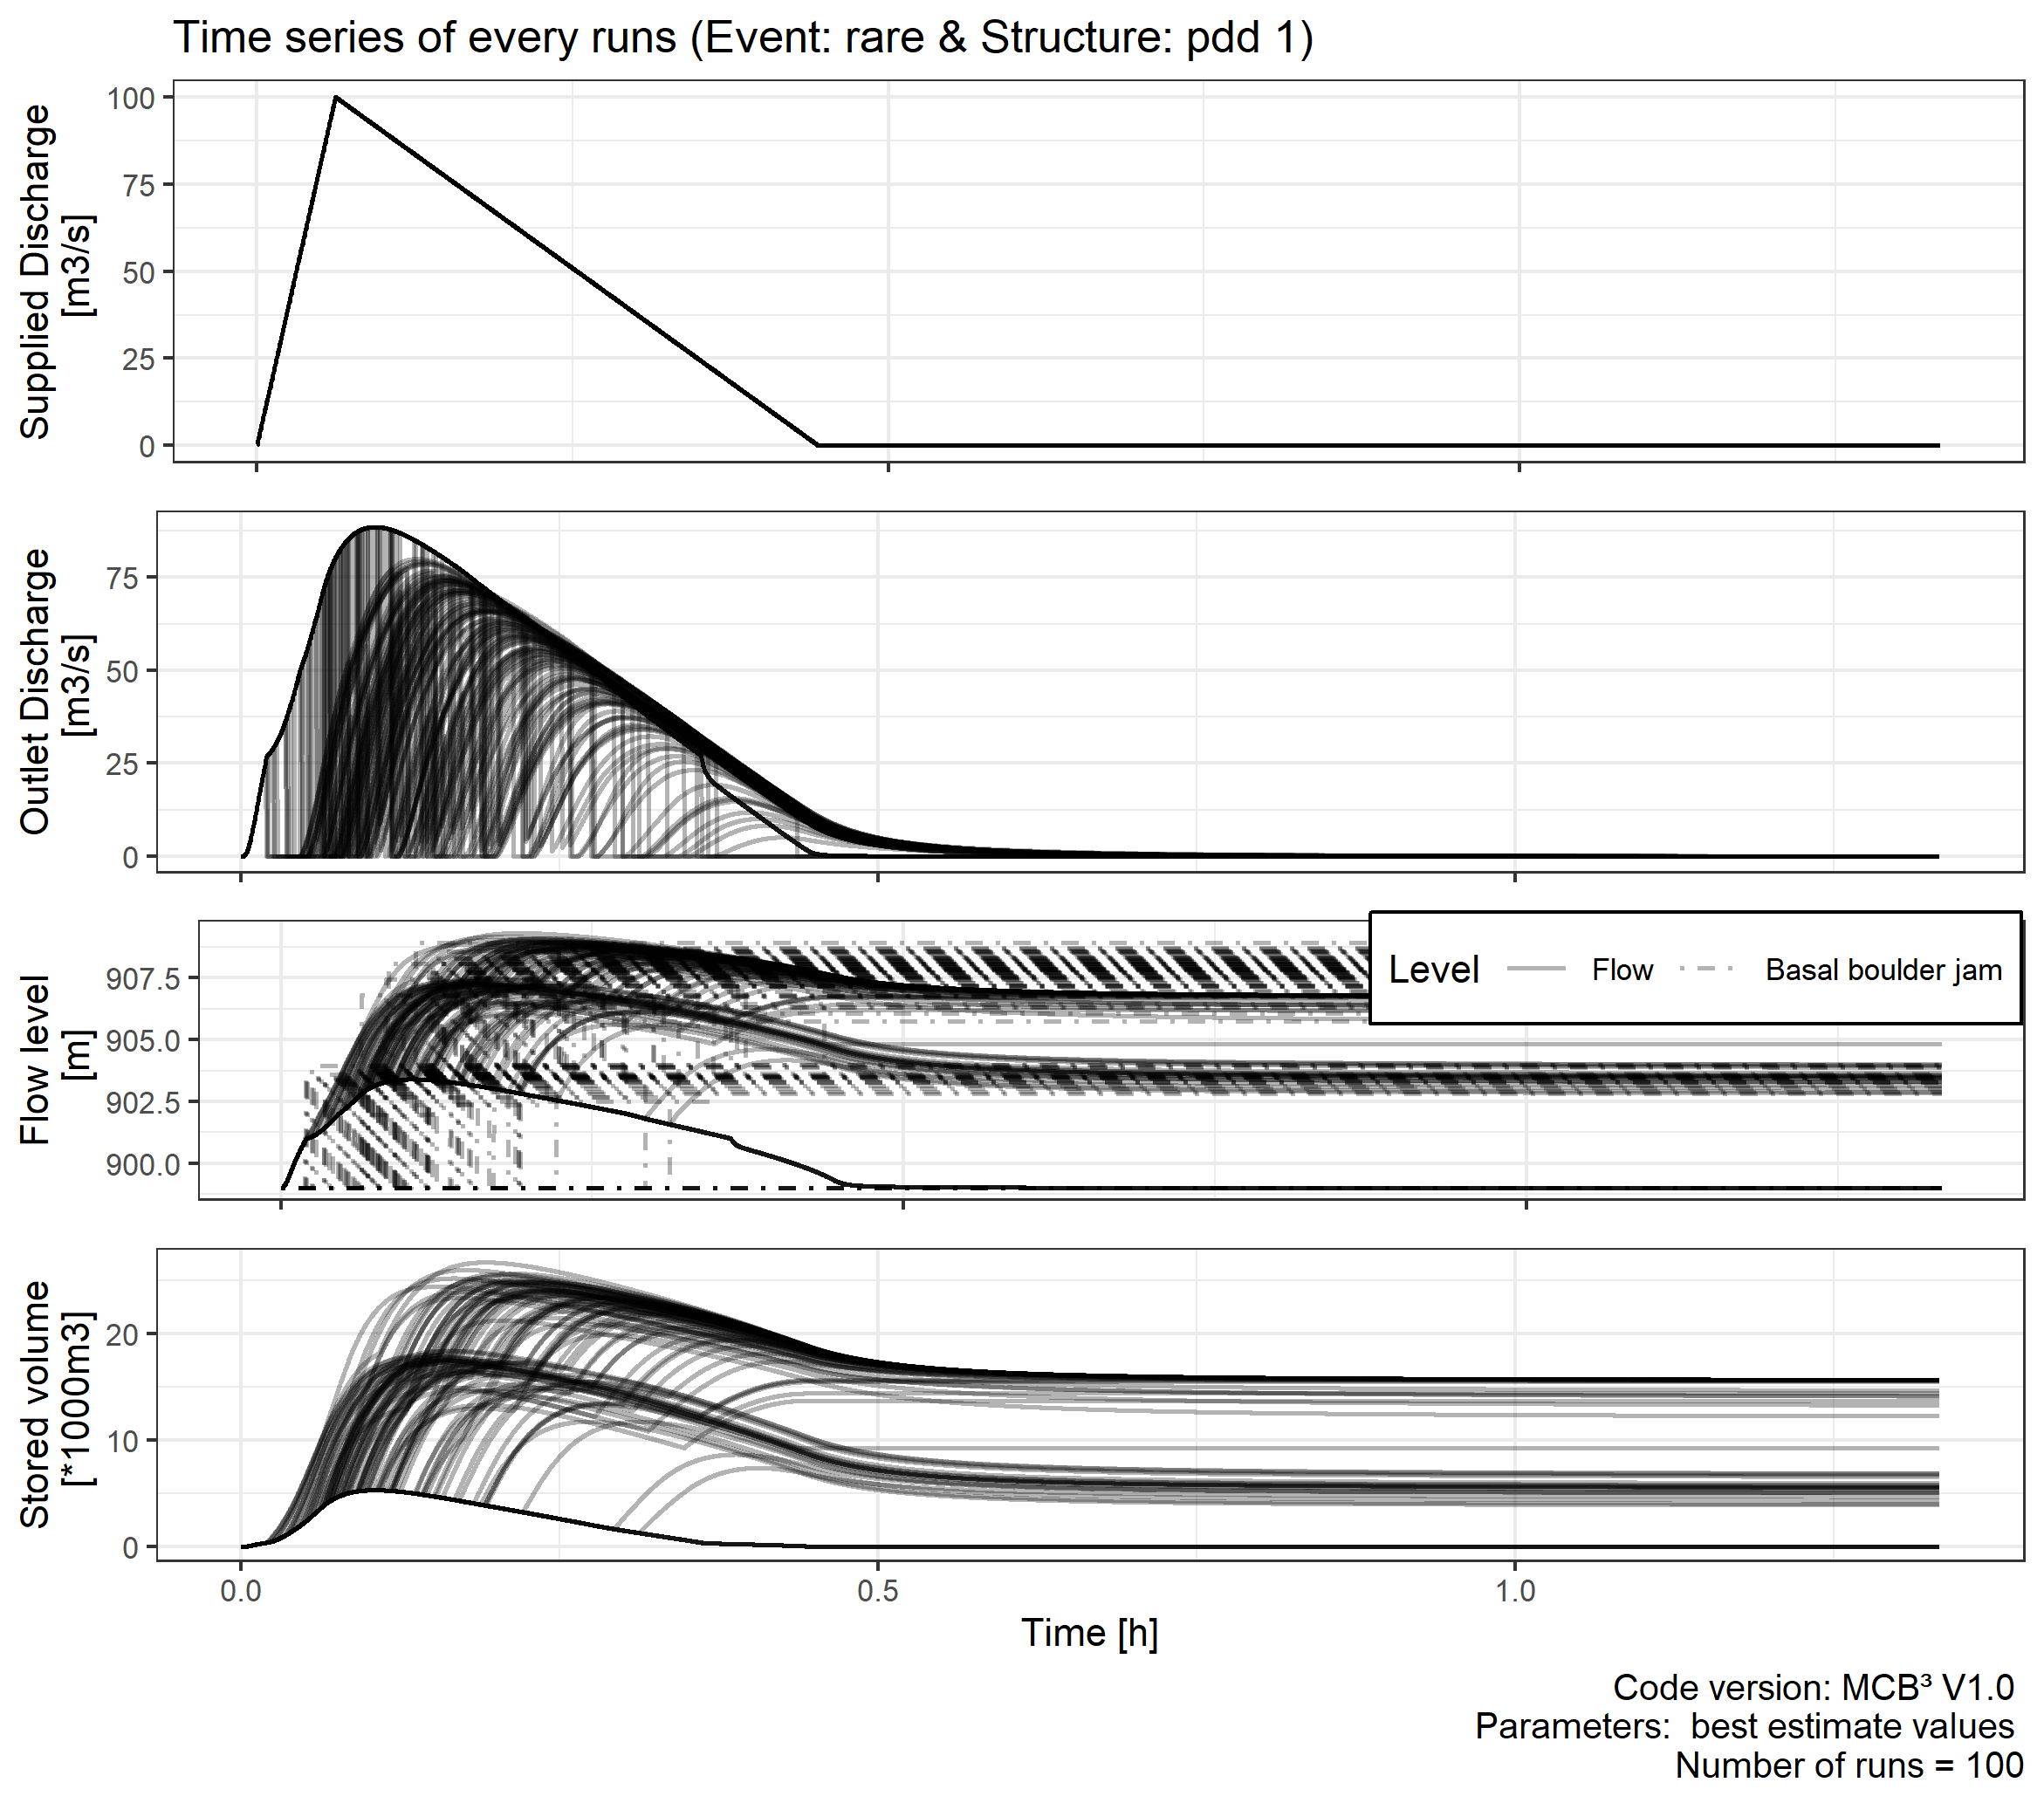 Time series of every runs (Event: rare & Structure: pdd 1)
Supplied Discharge
[m3/s]
100
75
50
25
0
Outlet Discharge
[m3/s]
75
50
25
0
Flow level
[m]
907.5
905.0
902.5
900.0
Level Flow Basal boulder jam
Stored volume
[*1000m3]
20
10
0
0.0 0.5 1.0
Time [h]
Code version: MCB³ V1.0
Parameters:  best estimate values
Number of runs = 100